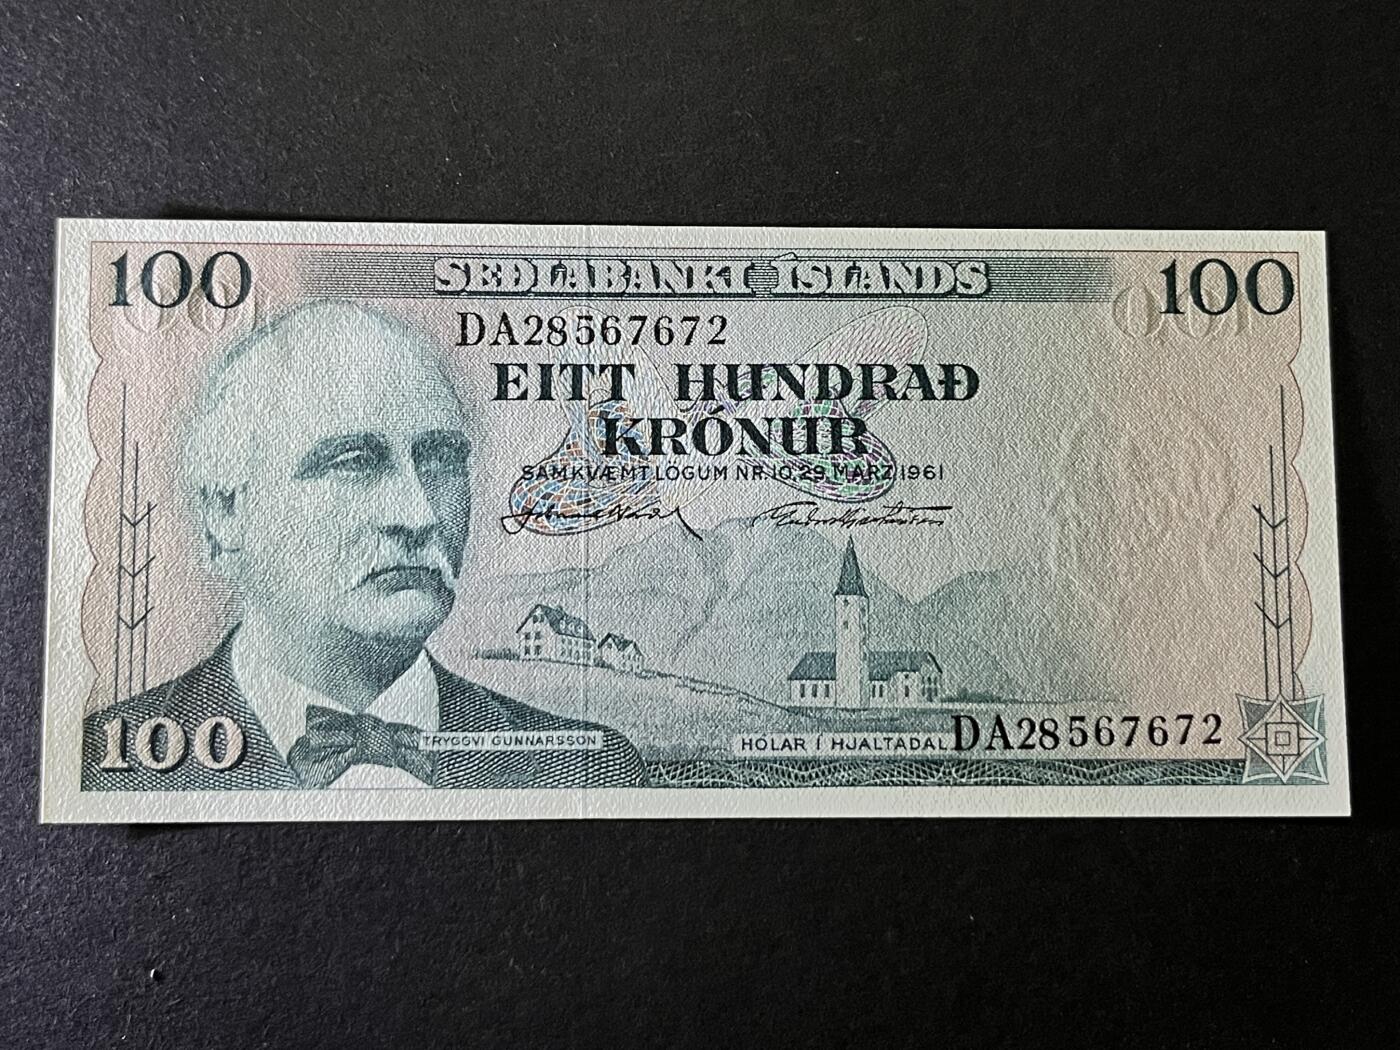 100
SEÐLABANKI ÍSLANDS
100
DA28567672
EITT HUNDRAÐ
KRÓNUR
SAMKVÆMT LÖGUM NR. 10, 29. MARZ 1961
100
TRYGGVI GUNNARSSON
HÓLAR Í HJALTADAL
DA28567672